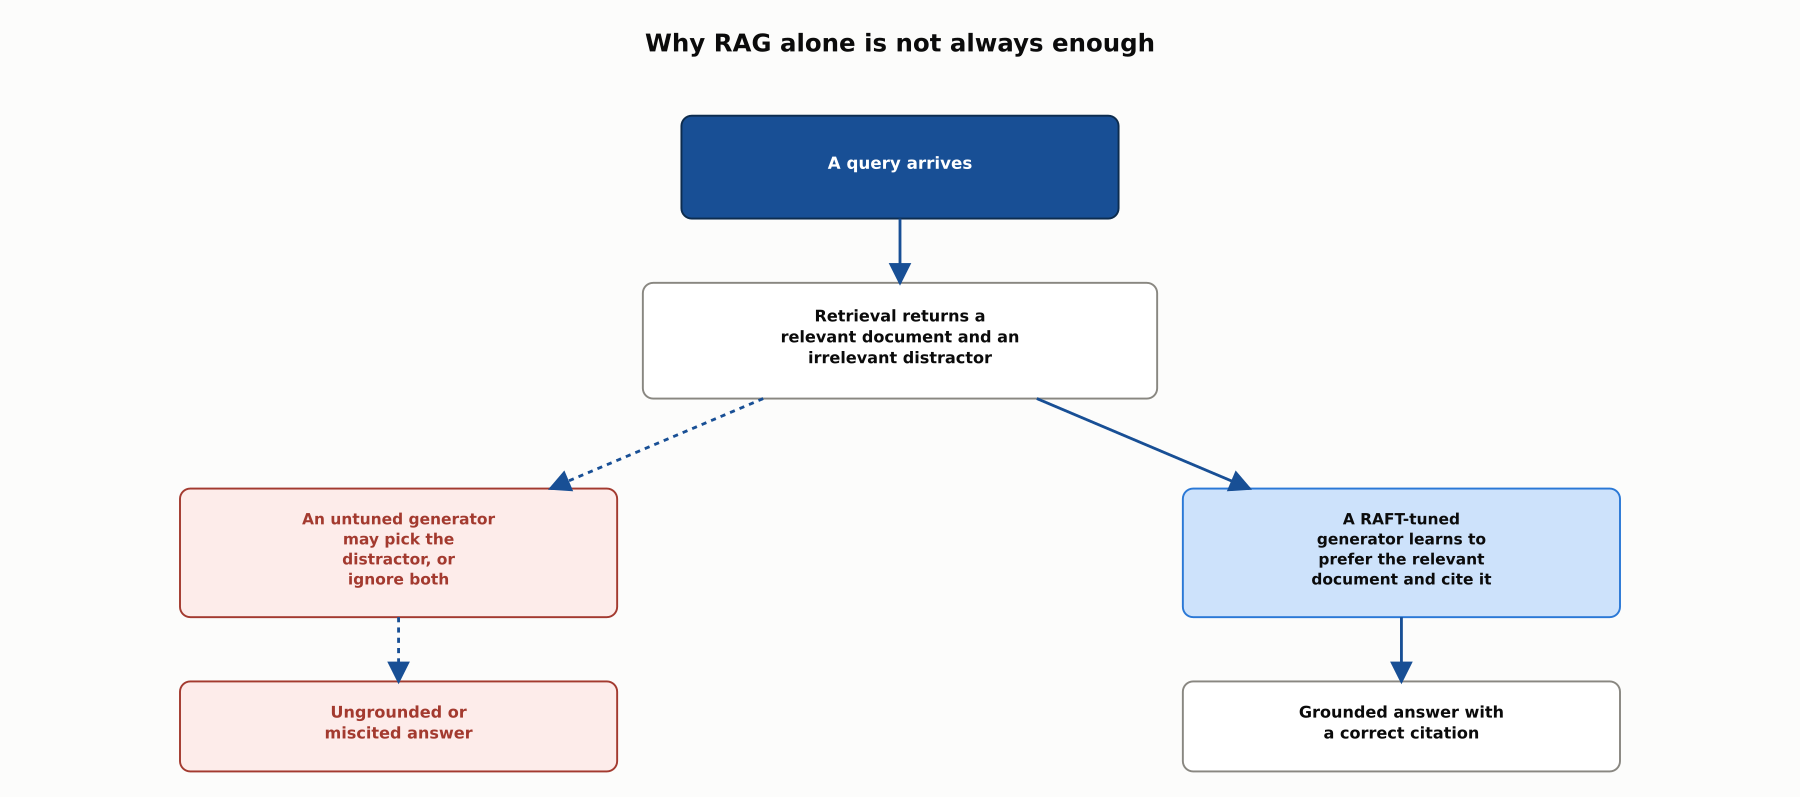 Why RAG alone is not always enough
A query arrives
Retrieval returns a
relevant document and an
irrelevant distractor
An untuned generator
may pick the
distractor, or
ignore both
A RAFT-tuned
generator learns to
prefer the relevant
document and cite it
Ungrounded or
miscited answer
Grounded answer with
a correct citation